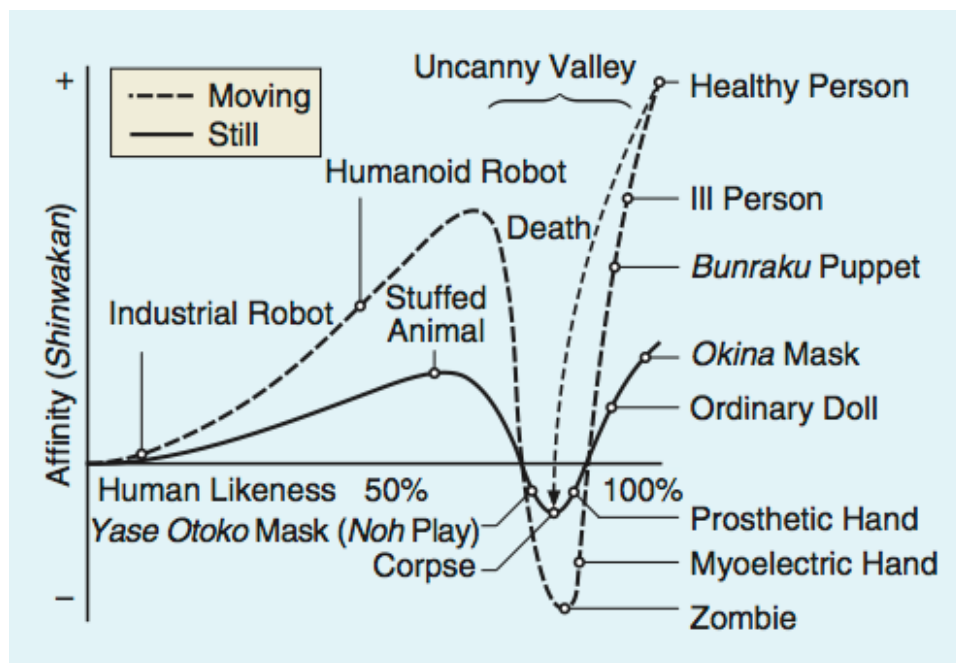 Uncanny Valley
+
Moving
Still
Healthy Person
Humanoid Robot
Ill Person
Death
Bunraku Puppet
Industrial Robot
Stuffed
Animal
Okina Mask
Ordinary Doll
Affinity (Shinwakan)
Human Likeness 50% 100%
Yase Otoko Mask (Noh Play)
Prosthetic Hand
Corpse
Myoelectric Hand
–
Zombie